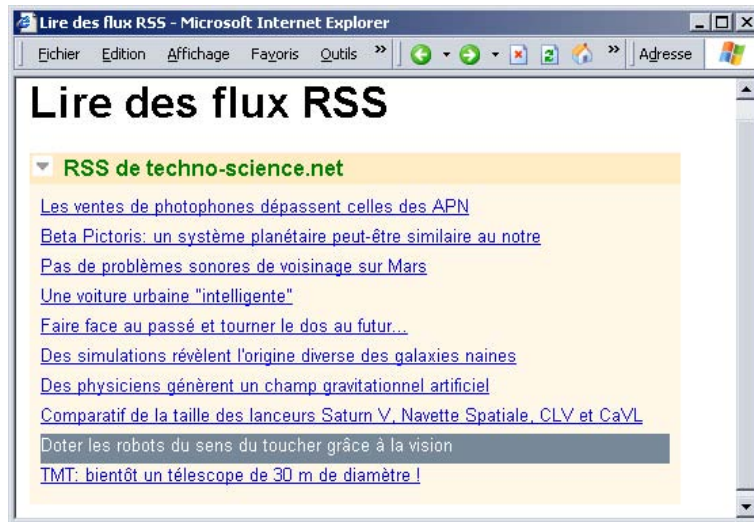 Lire des flux RSS - Microsoft Internet Explorer
Fichier Edition Affichage Favoris Outils » » Adresse
Lire des flux RSS
RSS de techno-science.net
Les ventes de photophones dépassent celles des APN
Beta Pictoris: un système planétaire peut-être similaire au notre
Pas de problèmes sonores de voisinage sur Mars
Une voiture urbaine "intelligente"
Faire face au passé et tourner le dos au futur...
Des simulations révèlent l'origine diverse des galaxies naines
Des physiciens génèrent un champ gravitationnel artificiel
Comparatif de la taille des lanceurs Saturn V, Navette Spatiale, CLV et CaVL
Doter les robots du sens du toucher grâce à la vision
TMT: bientôt un télescope de 30 m de diamètre !